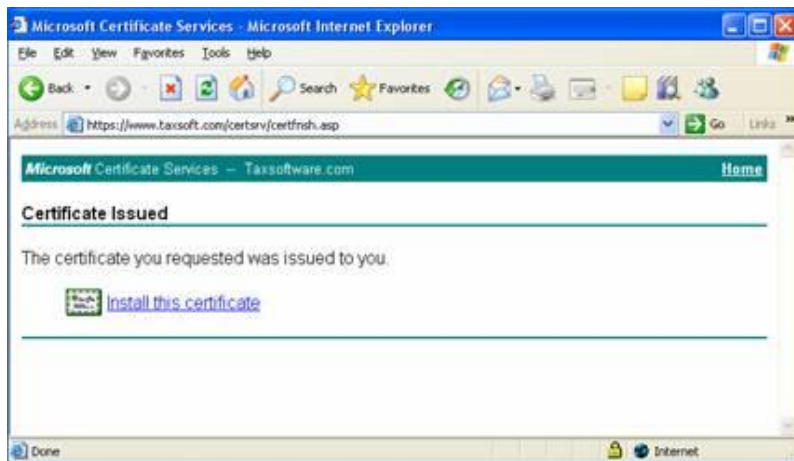 Microsoft Certificate Services - Microsoft Internet Explorer
File Edit View Favorites Tools Help
Back Search Favorites
Address https://www.taxsoft.com/certsrv/certfnsh.asp Go Links »
Microsoft Certificate Services -- Taxsoftware.com Home
Certificate Issued
The certificate you requested was issued to you.
Install this certificate
Done Internet